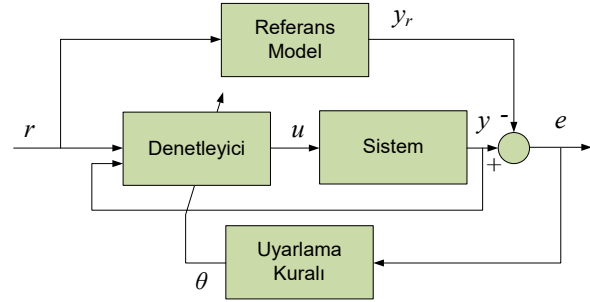 Referans
Model
y_r
r
Denetleyici
u
Sistem
y
-
+
e
Uyarlama
Kuralı
θ